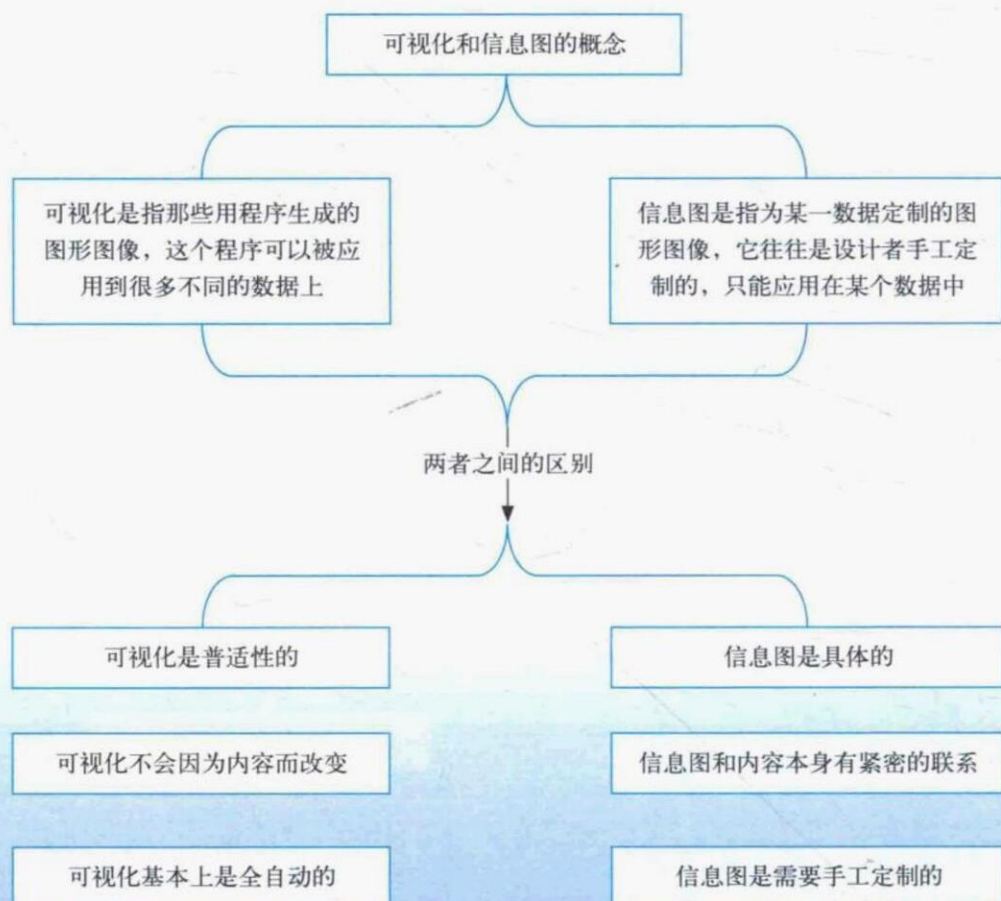 可视化和信息图的概念
可视化是指那些用程序生成的
图形图像，这个程序可以被应
用到很多不同的数据上
信息图是指为某一数据定制的图
形图像，它往往是设计者手工定
制的，只能应用在某个数据中
两者之间的区别
可视化是普适性的
信息图是具体的
可视化不会因为内容而改变
信息图和内容本身有紧密的联系
可视化基本上是全自动的
信息图是需要手工定制的